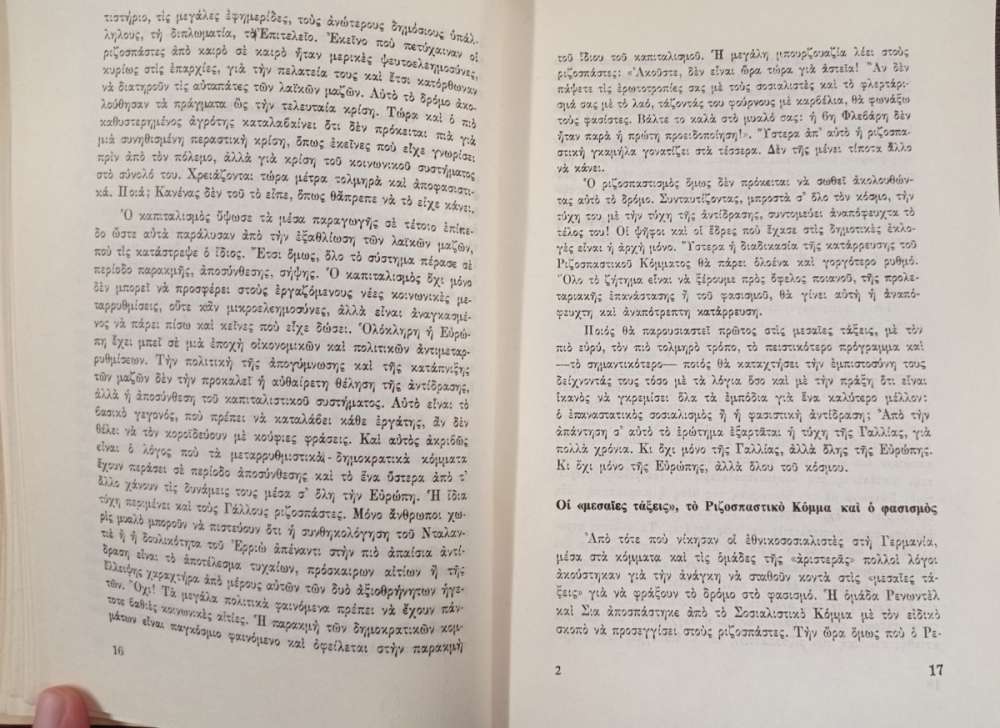 τιστήριο, τὶς μεγάλες ἐφημερίδες, τοὺς ἀνώτερους δημόσιους ὑπάλ-
ληλους, τὴ διπλωματία, τὸ Ἐπιτελεῖο. Ἐκεῖνο ποὺ πετύχαιναν οἱ
ριζοσπάστες ἀπὸ καιρὸ σὲ καιρὸ ἦταν μερικὲς ψευτοελεημοσύνες,
κυρίως στὶς ἐπαρχίες, γιὰ τὴν πελατεία τους καὶ ἔτσι κατόρθωναν
νὰ διατηροῦν τὶς αὐταπάτες τῶν λαϊκῶν μαζῶν. Αὐτὸ τὸ δρόμο ἀκο-
λούθησαν τὰ πράγματα ὣς τὴν τελευταία κρίση. Τώρα καὶ ὁ πιὸ
καθυστερημένος ἀγρότης καταλαβαίνει ὅτι δὲν πρόκειται πιὰ γιὰ
μιὰ συνηθισμένη περαστικὴ κρίση, ὅπως ἐκεῖνες ποὺ εἶχε γνωρίσει
πρὶν ἀπὸ τὸν πόλεμο, ἀλλὰ γιὰ κρίση τοῦ κοινωνικοῦ συστήματος
στὸ σύνολό του. Χρειάζονται τώρα μέτρα τολμηρὰ καὶ ἀποφασιστι-
κά. Ποιά; Κανένας δὲν τοῦ τὸ εἶπε, ὅπως θἄπρεπε νὰ τὸ εἶχε κάνει.
Ὁ καπιταλισμὸς ὕψωσε τὰ μέσα παραγωγῆς σὲ τέτοιο ἐπίπε-
δο ὥστε αὐτὰ παράλυσαν ἀπὸ τὴν ἐξαθλίωση τῶν λαϊκῶν μαζῶν,
ποὺ τὶς κατάστρεψε ὁ ἴδιος. Ἔτσι ὅμως, ὅλο τὸ σύστημα πέρασε σὲ
περίοδο παρακμῆς, ἀποσύνθεσης, σήψης. Ὁ καπιταλισμὸς ὄχι μόνο
δὲν μπορεῖ νὰ προσφέρει στοὺς ἐργαζόμενους νέες κοινωνικὲς με-
ταρρυθμίσεις, οὔτε κἂν μικροελεημοσύνες, ἀλλὰ εἶναι ἀναγκασμέ-
νος νὰ πάρει πίσω καὶ κεῖνες ποὺ εἶχε δώσει. Ὁλόκληρη ἡ Εὐρώ-
πη ἔχει μπεῖ σὲ μιὰ ἐποχὴ οἰκονομικῶν καὶ πολιτικῶν ἀντιμεταρ-
ρυθμίσεων. Τὴν πολιτικὴ τῆς ἀπογύμνωσης καὶ τῆς κατάπνιξης
τῶν μαζῶν δὲν τὴν προκαλεῖ ἡ αὐθαίρετη θέληση τῆς ἀντίδρασης,
ἀλλὰ ἡ ἀποσύνθεση τοῦ καπιταλιστικοῦ συστήματος. Αὐτὸ εἶναι τὸ
βασικὸ γεγονός, ποὺ πρέπει νὰ καταλάβει κάθε ἐργάτης, ἂν δὲν
θέλει νὰ τὸν κοροϊδεύουν μὲ κούφιες φράσεις. Καὶ αὐτὸς ἀκριβῶς
εἶναι ὁ λόγος ποὺ τὰ μεταρρυθμιστικὰ - δημοκρατικὰ κόμματα
ἔχουν περάσει σὲ περίοδο ἀποσύνθεσης καὶ τὸ ἕνα ὕστερα ἀπὸ τ'
ἄλλο χάνουν τὶς δυνάμεις τους μέσα σ' ὅλη τὴν Εὐρώπη. Ἡ ἴδια
τύχη περιμένει καὶ τοὺς Γάλλους ριζοσπάστες. Μόνο ἄνθρωποι χω-
ρὶς μυαλὸ μποροῦν νὰ πιστεύουν ὅτι ἡ συνθηκολόγηση τοῦ Νταλαν-
τιὲ ἢ ἡ δουλικότητα τοῦ Ἐρριὼ ἀπέναντι στὴν πιὸ ἀπαίσια ἀντί-
δραση εἶναι τὸ ἀποτέλεσμα τυχαίων, πρόσκαιρων αἰτίων ἢ τῆς
ἔλλειψης χαραχτήρα ἀπὸ μέρους αὐτῶν τῶν δυὸ ἀξιοθρήνητων ἡγε-
τῶν. Ὄχι! Τὰ μεγάλα πολιτικὰ φαινόμενα πρέπει νὰ ἔχουν πάν-
τοτε βαθιὲς κοινωνικὲς αἰτίες. Ἡ παρακμὴ τῶν δημοκρατικῶν κομ-
μάτων εἶναι παγκόσμιο φαινόμενο καὶ ὀφείλεται στὴν παρακμὴ
16
τοῦ ἴδιου τοῦ καπιταλισμοῦ. Ἡ μεγάλη μπουρζουαζία λέει στοὺς
ριζοσπάστες: «Ἀκοῦστε, δὲν εἶναι ὥρα τώρα γιὰ ἀστεῖα! Ἂν δὲν
πάψετε τὶς ἐρωτοτροπίες σας μὲ τοὺς σοσιαλιστὲς καὶ τὸ φλερτάρι-
σμά σας μὲ τὸ λαό, τάζοντάς του φούρνους μὲ καρβέλια, θὰ φωνάξω
τοὺς φασίστες. Βάλτε το καλὰ στὸ μυαλό σας: ἡ 6η Φλεβάρη δὲν
ἦταν παρὰ ἡ πρώτη προειδοποίηση!». Ὕστερα ἀπ' αὐτὸ ἡ ριζοσπα-
στικὴ γκαμήλα γονατίζει στὰ τέσσερα. Δὲν τῆς μένει τίποτα ἄλλο
νὰ κάνει.
Ὁ ριζοσπαστισμὸς ὅμως δὲν πρόκειται νὰ σωθεῖ ἀκολουθών-
τας αὐτὸ τὸ δρόμο. Συνταυτίζοντας, μπροστὰ σ' ὅλο τὸν κόσμο, τὴν
τύχη του μὲ τὴν τύχη τῆς ἀντίδρασης, συντομεύει ἀναπόφευχτα τὸ
τέλος του! Οἱ ψῆφοι καὶ οἱ ἕδρες ποὺ ἔχασε στὶς δημοτικὲς ἐκλο-
γὲς εἶναι ἡ ἀρχὴ μόνο. Ὕστερα ἡ διαδικασία τῆς κατάρρευσης τοῦ
Ριζοσπαστικοῦ Κόμματος θὰ πάρει ὁλοένα καὶ γοργότερο ρυθμό.
Ὅλο τὸ ζήτημα εἶναι νὰ ξέρουμε πρὸς ὄφελος ποιανοῦ, τῆς προλε-
ταριακῆς ἐπανάστασης ἢ τοῦ φασισμοῦ, θὰ γίνει αὐτὴ ἡ ἀναπό-
φευχτη καὶ ἀναπότρεπτη κατάρρευση.
Ποιὸς θὰ παρουσιαστεῖ πρῶτος στὶς μεσαῖες τάξεις, μὲ τὸν
πιὸ εὐρύ, τὸν πιὸ τολμηρὸ τρόπο, τὸ πειστικότερο πρόγραμμα καὶ
—τὸ σημαντικότερο— ποιὸς θὰ καταχτήσει τὴν ἐμπιστοσύνη τους
δείχνοντάς τους τόσο μὲ τὰ λόγια ὅσο καὶ μὲ τὴν πράξη ὅτι εἶναι
ἱκανὸς νὰ γκρεμίσει ὅλα τὰ ἐμπόδια γιὰ ἕνα καλύτερο μέλλον:
ὁ ἐπαναστατικὸς σοσιαλισμὸς ἢ ἡ φασιστικὴ ἀντίδραση; Ἀπὸ τὴν
ἀπάντηση σ' αὐτὸ τὸ ἐρώτημα ἐξαρτᾶται ἡ τύχη τῆς Γαλλίας, γιὰ
πολλὰ χρόνια. Κι ὄχι μόνο τῆς Γαλλίας, ἀλλὰ ὅλης τῆς Εὐρώπης.
Κι ὄχι μόνο τῆς Εὐρώπης, ἀλλὰ ὅλου τοῦ κόσμου.
Οἱ «μεσαῖες τάξεις», τὸ Ριζοσπαστικὸ Κόμμα καὶ ὁ φασισμὸς
Ἀπὸ τότε ποὺ νίκησαν οἱ ἐθνικοσοσιαλιστὲς στὴ Γερμανία,
μέσα στὰ κόμματα καὶ τὶς ὁμάδες τῆς «ἀριστερᾶς» πολλοὶ λόγοι
ἀκούστηκαν γιὰ τὴν ἀνάγκη νὰ σταθοῦν κοντὰ στὶς «μεσαῖες τά-
ξεις» γιὰ νὰ φράξουν τὸ δρόμο στὸ φασισμό. Ἡ ὁμάδα Ρενωντὲλ
καὶ Σία ἀποσπάστηκε ἀπὸ τὸ Σοσιαλιστικὸ Κόμμα μὲ τὸν εἰδικὸ
σκοπὸ νὰ προσεγγίσει στοὺς ριζοσπάστες. Τὴν ὥρα ὅμως ποὺ ὁ Ρε-
2
17